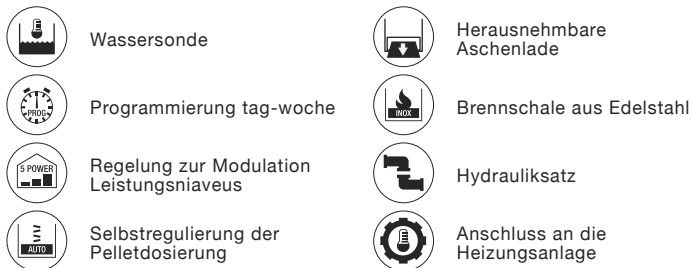 Wassersonde
PROG.
Programmierung tag-woche
5 POWER
Regelung zur Modulation
Leistungsniaveus
AUTO
Selbstregulierung der
Pelletdosierung
Herausnehmbare
Aschenlade
INOX
Brennschale aus Edelstahl
Hydrauliksatz
Anschluss an die
Heizungsanlage